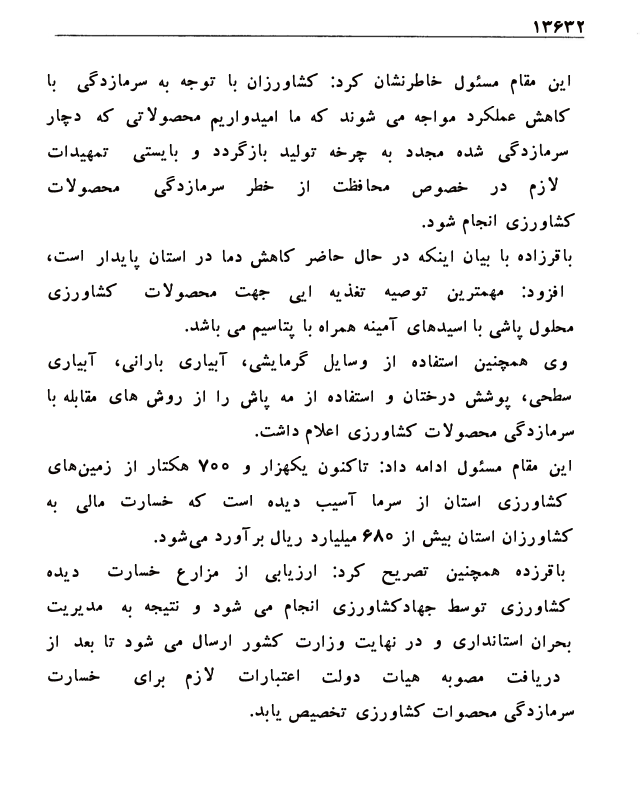 ۱۳۶۳۲
این مقام مسئول خاطرنشان کرد: کشاورزان با توجه به سرمازدگی با
کاهش عملکرد مواجه می شوند که ما امیدواریم محصولاتی که دچار
سرمازدگی شده مجدد به چرخه تولید بازگردد و بایستی تمهیدات
لازم در خصوص محافظت از خطر سرمازدگی محصولات
کشاورزی انجام شود.
باقرزاده با بیان اینکه در حال حاضر کاهش دما در استان پایدار است،
افزود: مهمترین توصیه تغذیه ایی جهت محصولات کشاورزی
محلول پاشی با اسیدهای آمینه همراه با پتاسیم می باشد.
وی همچنین استفاده از وسایل گرمایشی، آبیاری بارانی، آبیاری
سطحی، پوشش درختان و استفاده از مه پاش را از روش های مقابله با
سرمازدگی محصولات کشاورزی اعلام داشت.
این مقام مسئول ادامه داد: تاکنون یکهزار و ۷۰۰ هکتار از زمین‌های
کشاورزی استان از سرما آسیب دیده است که خسارت مالی به
کشاورزان استان بیش از ۶۸۰ میلیارد ریال برآورد می‌شود.
باقرزده همچنین تصریح کرد: ارزیابی از مزارع خسارت دیده
کشاورزی توسط جهادکشاورزی انجام می شود و نتیجه به مدیریت
بحران استانداری و در نهایت وزارت کشور ارسال می شود تا بعد از
دریافت مصوبه هیات دولت اعتبارات لازم برای خسارت
سرمازدگی محصوات کشاورزی تخصیص یابد.